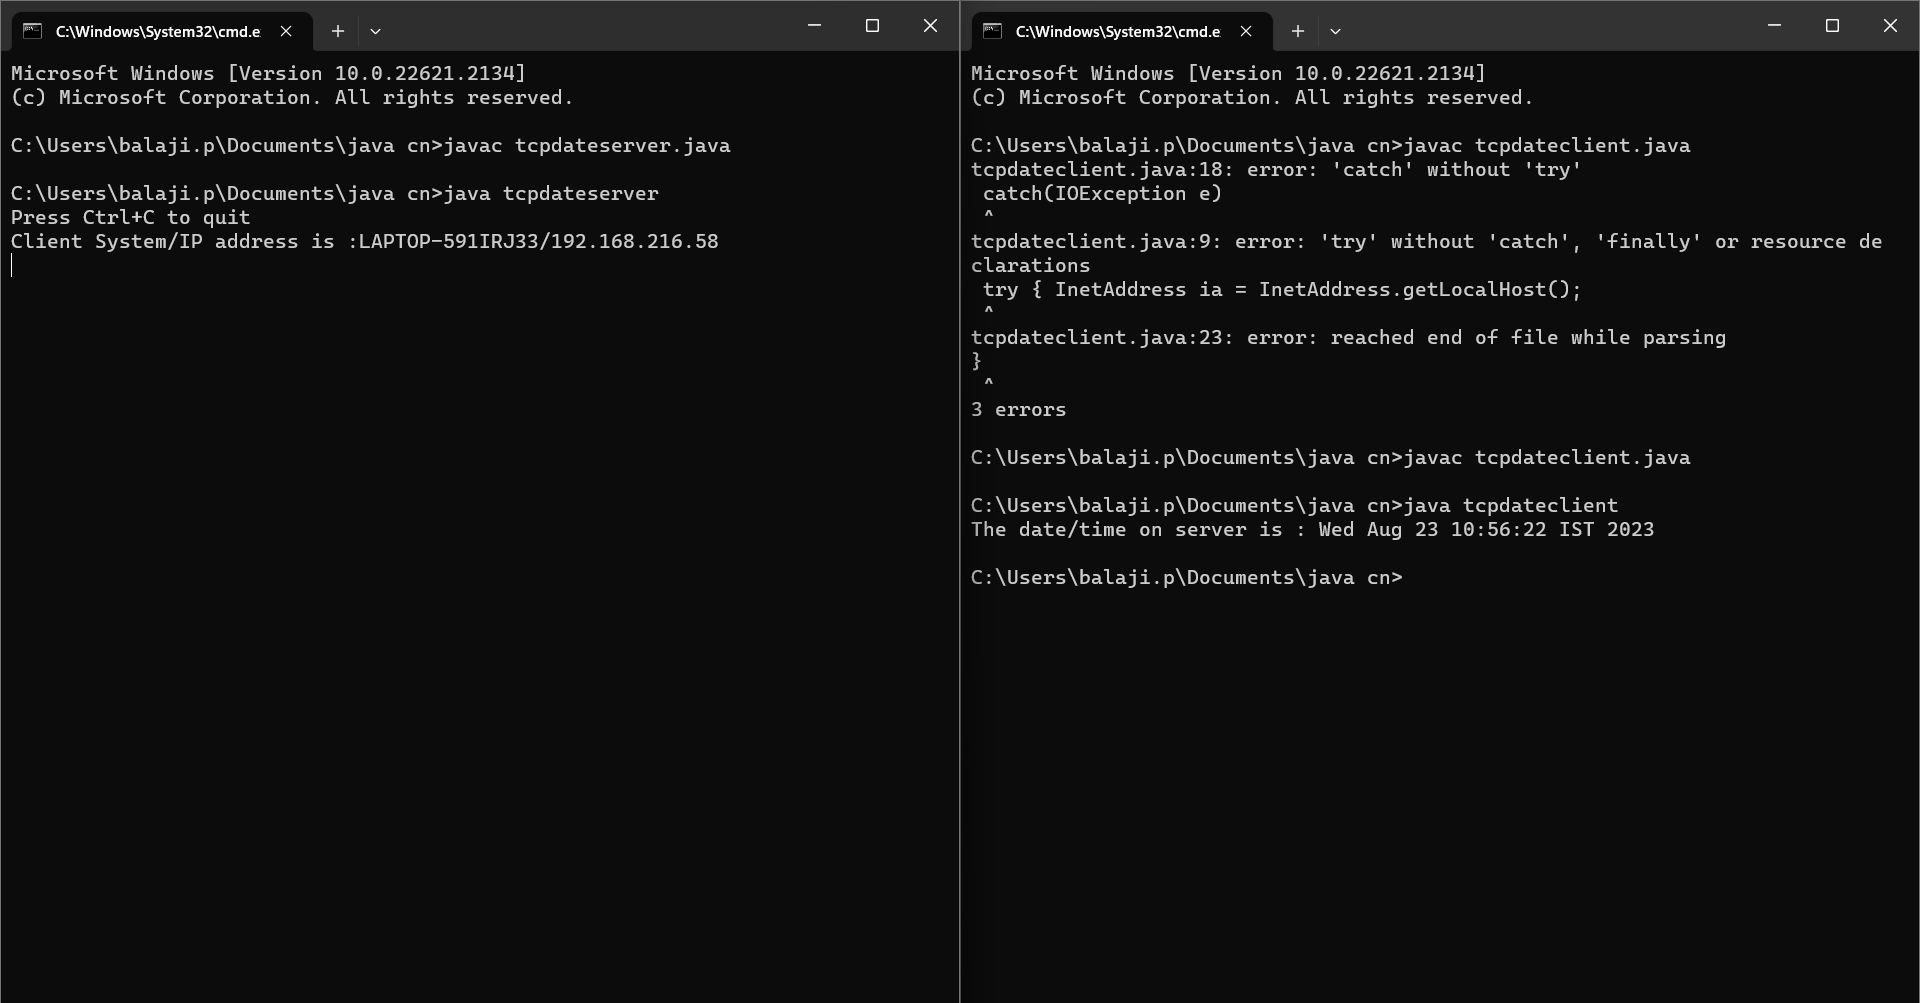 C:\Windows\System32\cmd.e
Microsoft Windows [Version 10.0.22621.2134]
(c) Microsoft Corporation. All rights reserved.
C:\Users\balaji.p\Documents\java cn>javac tcpdateserver.java
C:\Users\balaji.p\Documents\java cn>java tcpdateserver
Press Ctrl+C to quit
Client System/IP address is :LAPTOP-591IRJ33/192.168.216.58
C:\Windows\System32\cmd.e
Microsoft Windows [Version 10.0.22621.2134]
(c) Microsoft Corporation. All rights reserved.
C:\Users\balaji.p\Documents\java cn>javac tcpdateclient.java
tcpdateclient.java:18: error: 'catch' without 'try'
 catch(IOException e)
 ^
tcpdateclient.java:9: error: 'try' without 'catch', 'finally' or resource de
clarations
 try { InetAddress ia = InetAddress.getLocalHost();
 ^
tcpdateclient.java:23: error: reached end of file while parsing
}
 ^
3 errors
C:\Users\balaji.p\Documents\java cn>javac tcpdateclient.java
C:\Users\balaji.p\Documents\java cn>java tcpdateclient
The date/time on server is : Wed Aug 23 10:56:22 IST 2023
C:\Users\balaji.p\Documents\java cn>